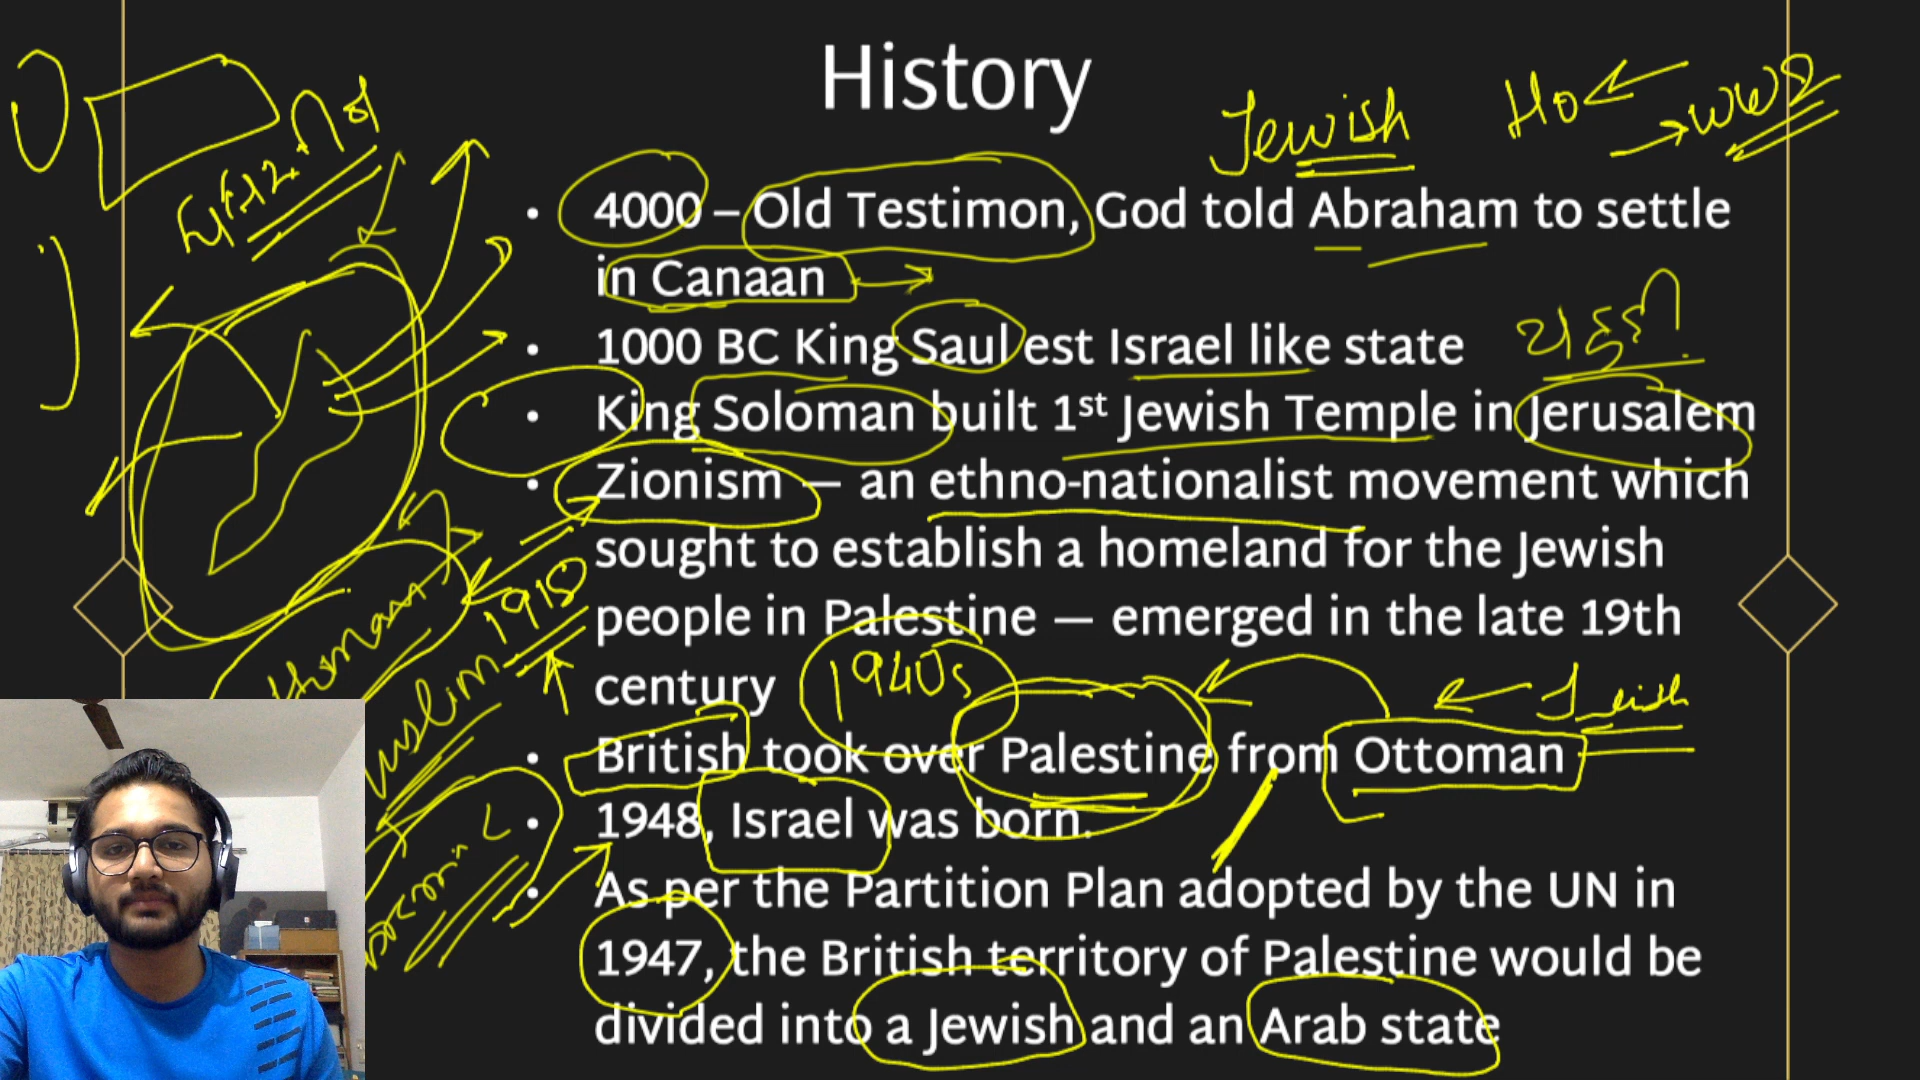 History
Jewish
Ho
WW2
4000 – Old Testimon, God told Abraham to settle
in Canaan
1000 BC King Saul est Israel like state
King Soloman built 1st Jewish Temple in Jerusalem
Zionism — an ethno-nationalist movement which
sought to establish a homeland for the Jewish
people in Palestine — emerged in the late 19th
century
1918
1940s
British took over Palestine from Ottoman
1948, Israel was born.
As per the Partition Plan adopted by the UN in
1947, the British territory of Palestine would be
divided into a Jewish and an Arab state